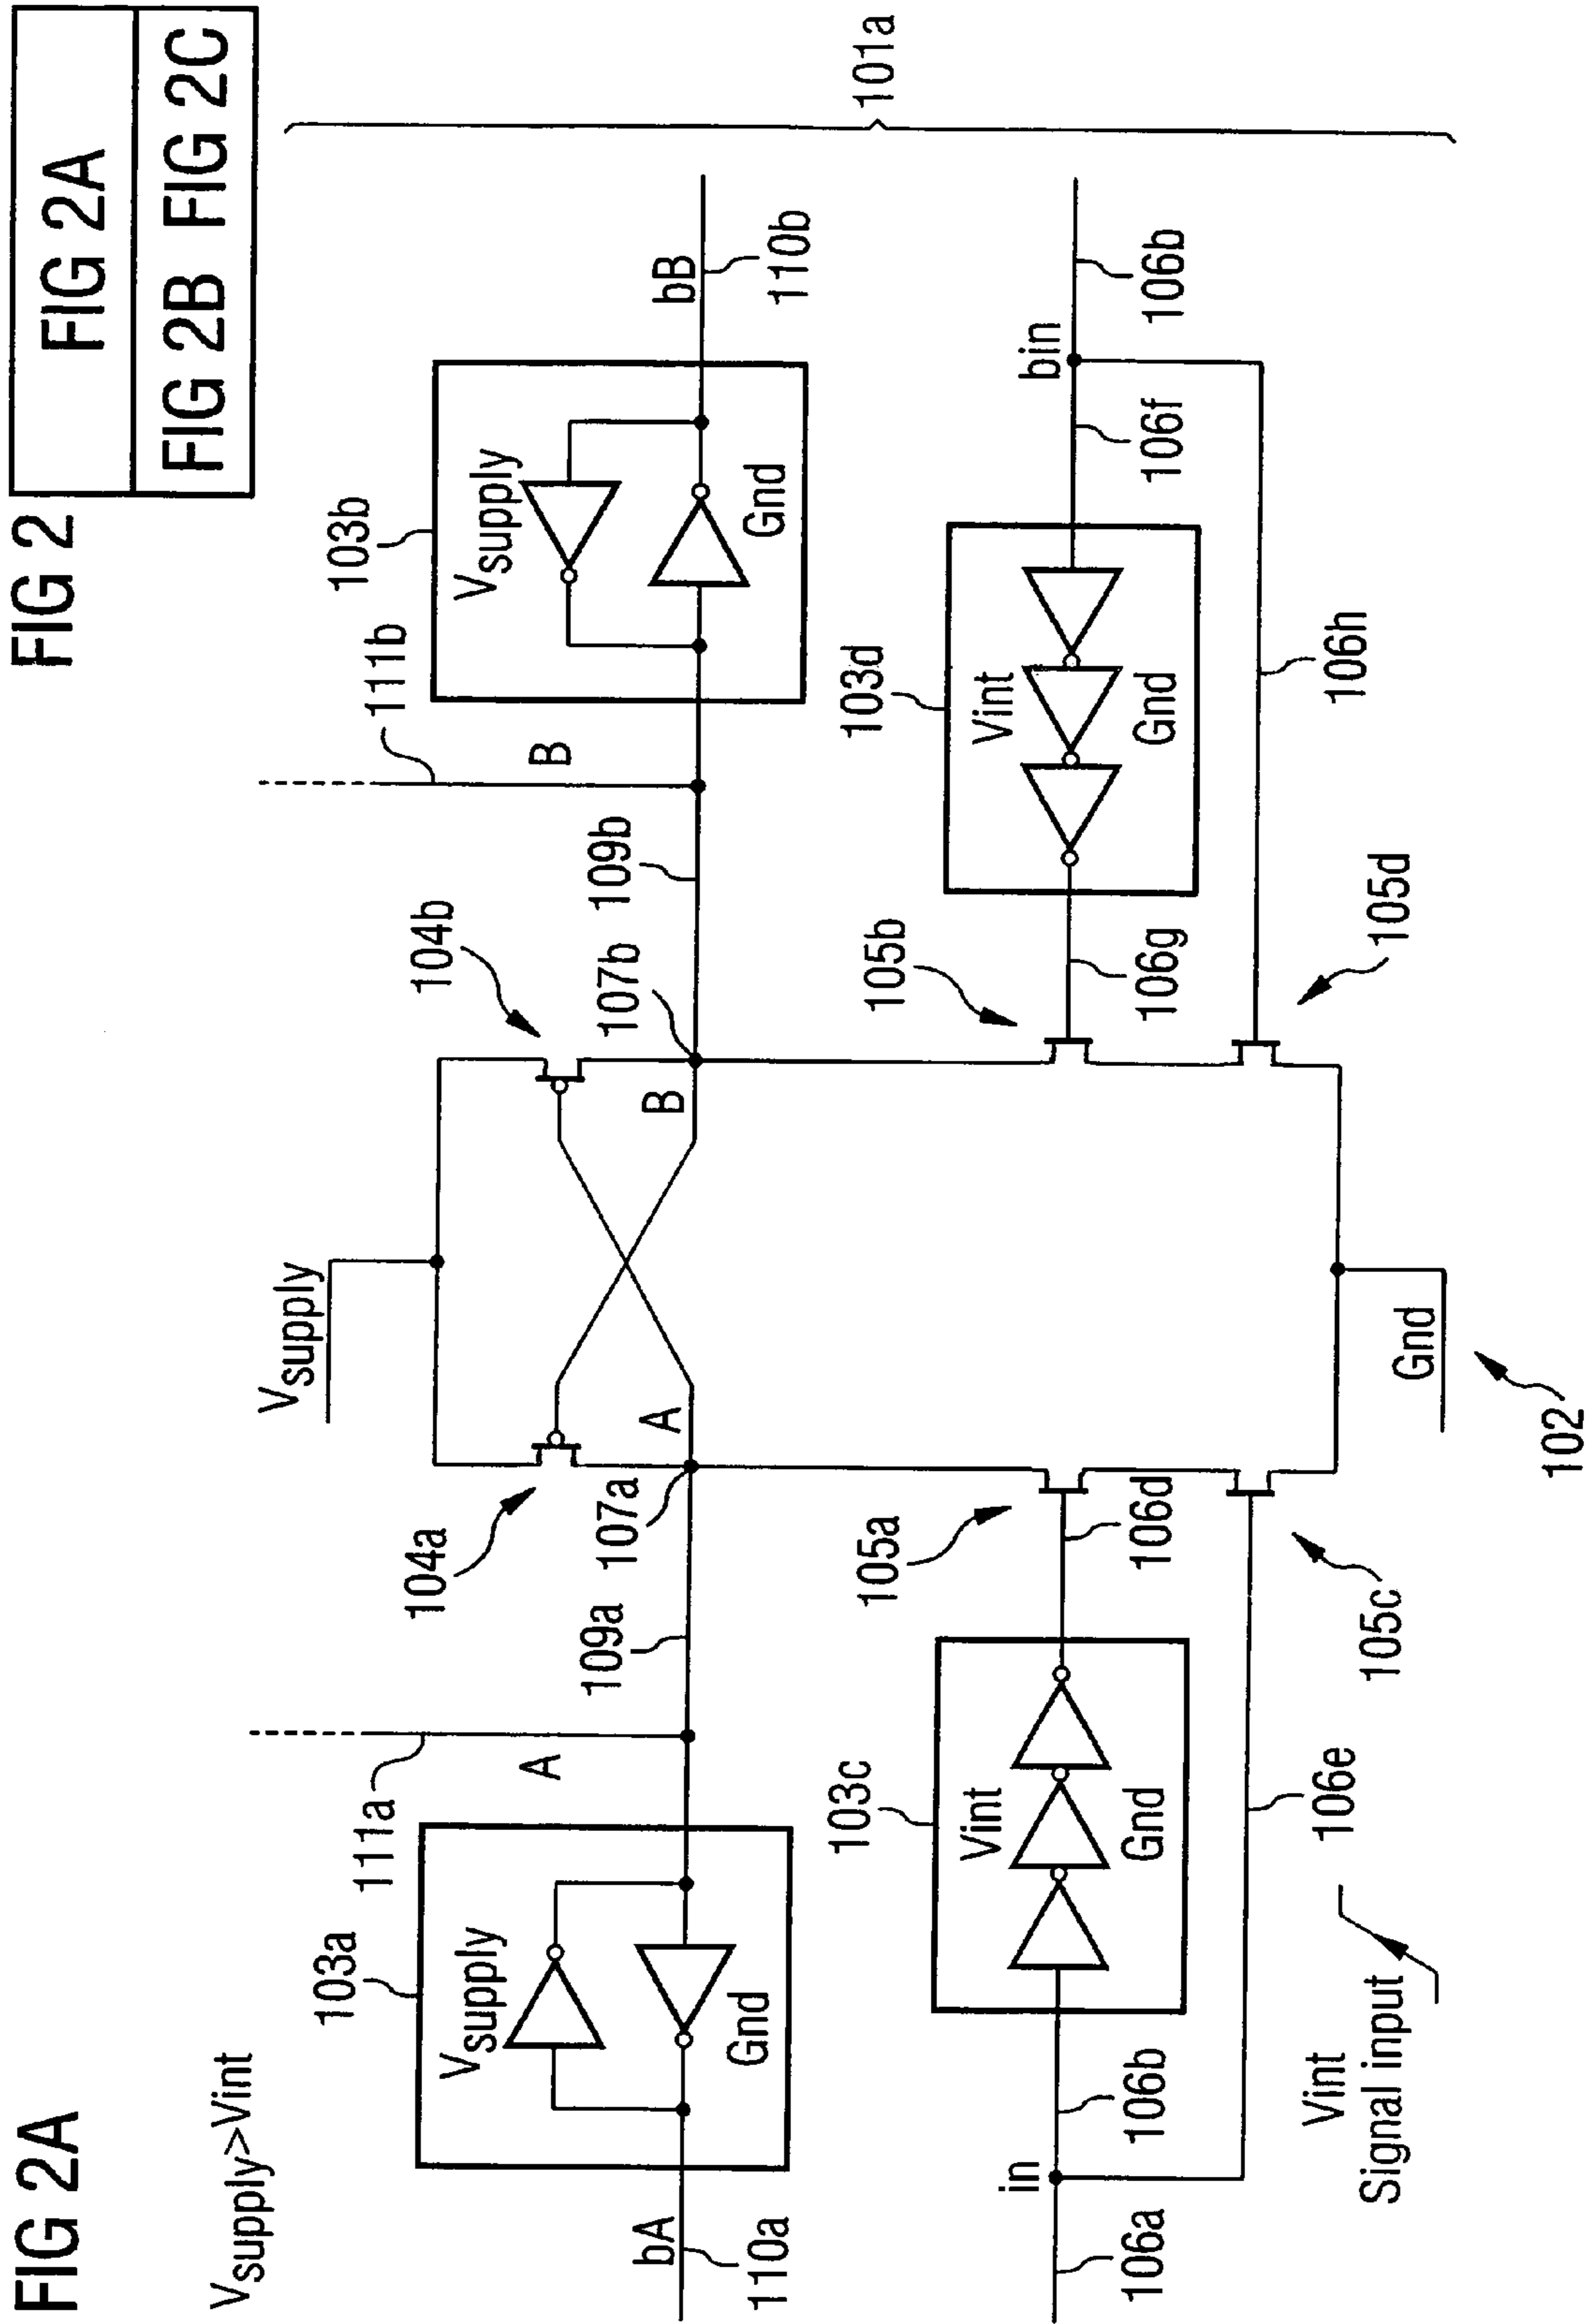 FIG 2A
FIG 2
FIG 2A
FIG 2B FIG 2C
Vsupply>Vint
Vsupply
103a
Vsupply
Gnd
bA
110a
111a
A
109a
104a
107a
A
104b
107b
B
109b
111b
B
103b
Vsupply
Gnd
bB
110b
101a
in
106a
106b
103c
Vint
Gnd
106d
105a
105b
106g
103d
Vint
Gnd
106f
bin
106b
Vint
Signal input
106e
105c
Gnd
102
105d
106h